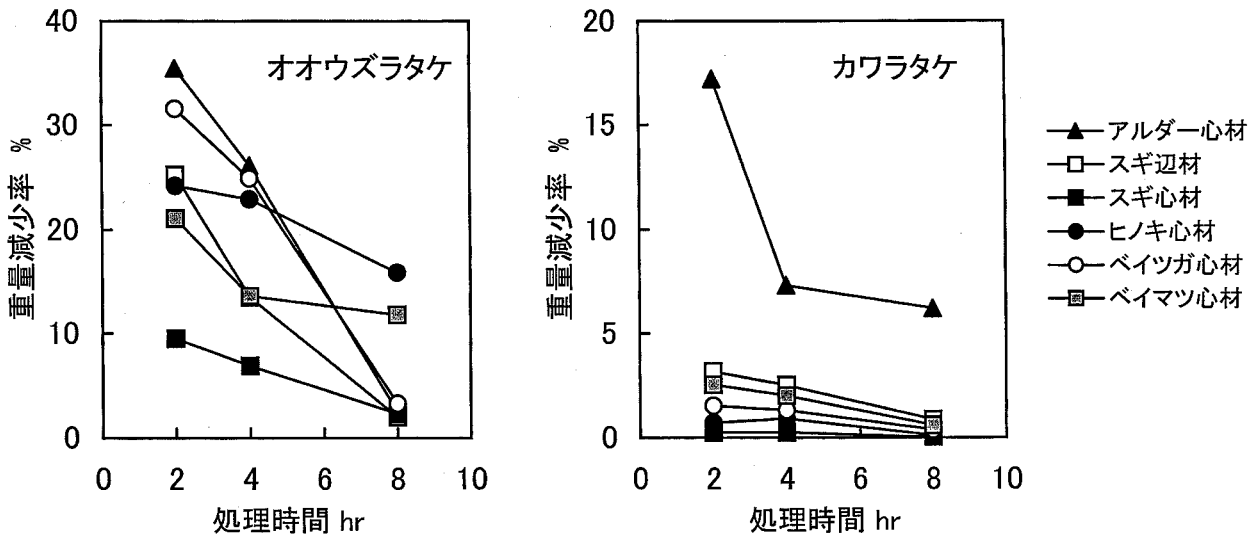 オオウズラタケ
重量減少率 %
40
30
20
10
0
0 2 4 6 8 10
処理時間 hr
カワラタケ
重量減少率 %
20
15
10
5
0
0 2 4 6 8 10
処理時間 hr
アルダー心材
スギ辺材
スギ心材
ヒノキ心材
ベイツガ心材
ベイマツ心材